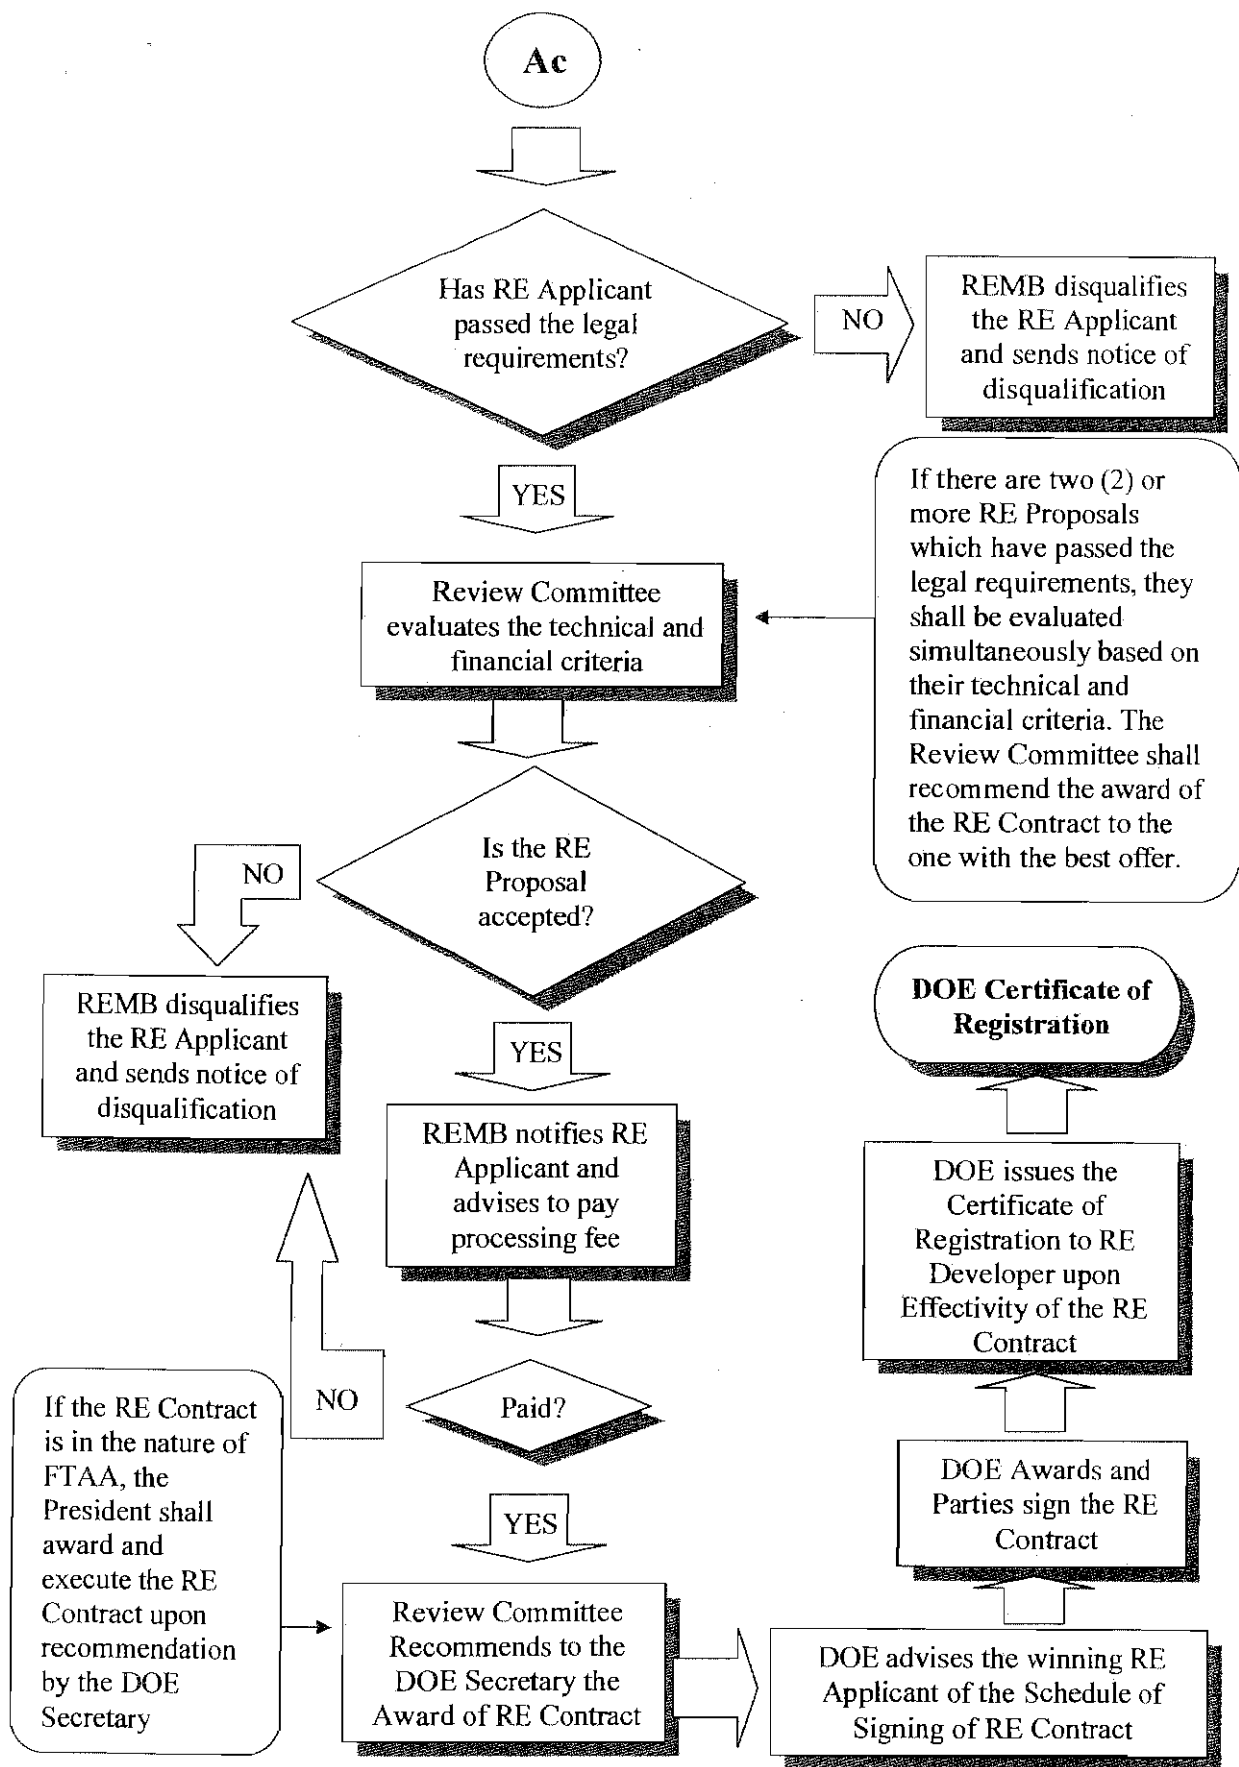 Ac
Has RE Applicant
passed the legal
requirements?
NO
REMB disqualifies
the RE Applicant
and sends notice of
disqualification
YES
Review Committee
evaluates the technical and
financial criteria
If there are two (2) or
more RE Proposals
which have passed the
legal requirements, they
shall be evaluated
simultaneously based on
their technical and
financial criteria. The
Review Committee shall
recommend the award of
the RE Contract to the
one with the best offer.
Is the RE
Proposal
accepted?
NO
REMB disqualifies
the RE Applicant
and sends notice of
disqualification
YES
REMB notifies RE
Applicant and
advises to pay
processing fee
Paid?
NO
YES
If the RE Contract
is in the nature of
FTAA, the
President shall
award and
execute the RE
Contract upon
recommendation
by the DOE
Secretary
Review Committee
Recommends to the
DOE Secretary the
Award of RE Contract
DOE advises the winning RE
Applicant of the Schedule of
Signing of RE Contract
DOE Awards and
Parties sign the RE
Contract
DOE issues the
Certificate of
Registration to RE
Developer upon
Effectivity of the RE
Contract
DOE Certificate of
Registration